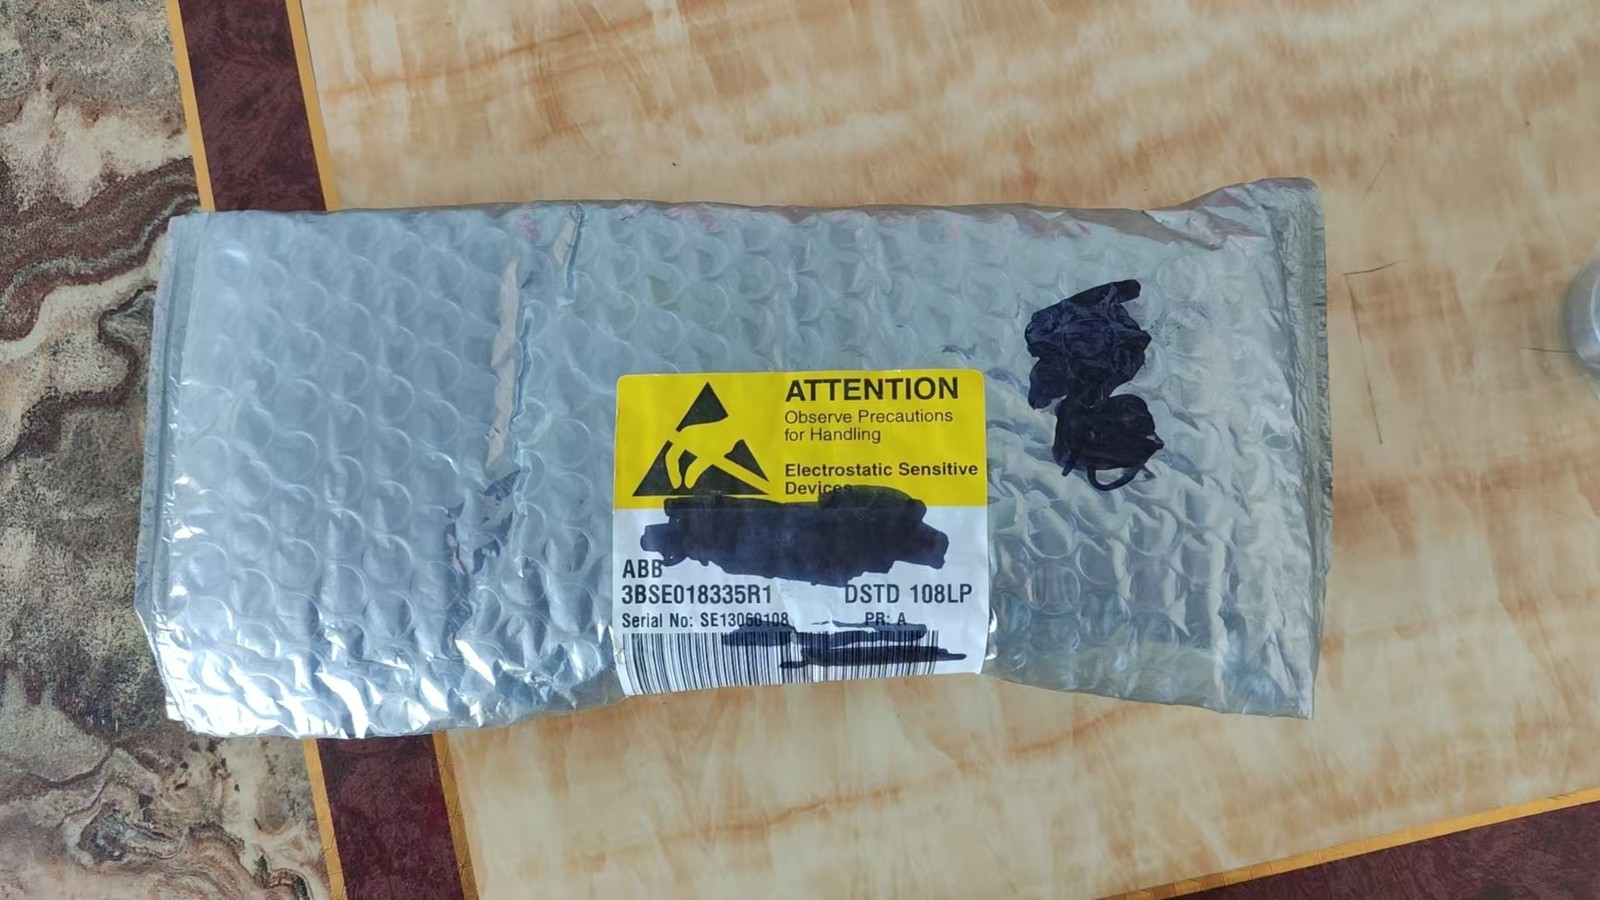 ATTENTION
Observe Precautions
for Handling
Electrostatic Sensitive
Devices
ABB
3BSE018335R1 DSTD 108LP
Serial No: SE13060108 PR: A